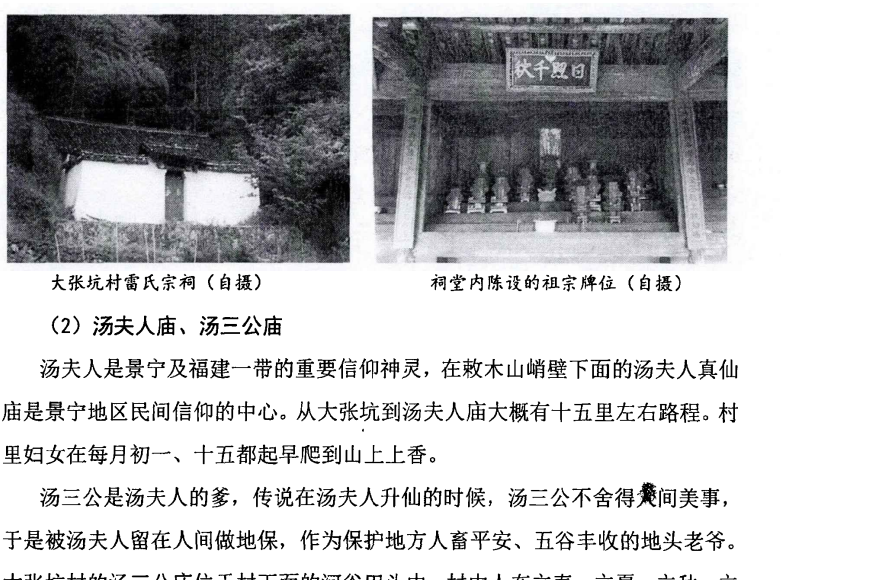 日照千秋
大张坑村雷氏宗祠（自摄）
祠堂内陈设的祖宗牌位（自摄）
（2）汤夫人庙、汤三公庙
汤夫人是景宁及福建一带的重要信仰神灵，在敕木山峭壁下面的汤夫人真仙
庙是景宁地区民间信仰的中心。从大张坑到汤夫人庙大概有十五里左右路程。村
里妇女在每月初一、十五都起早爬到山上上香。
汤三公是汤夫人的爹，传说在汤夫人升仙的时候，汤三公不舍得人间美事，
于是被汤夫人留在人间做地保，作为保护地方人畜平安、五谷丰收的地头老爷。